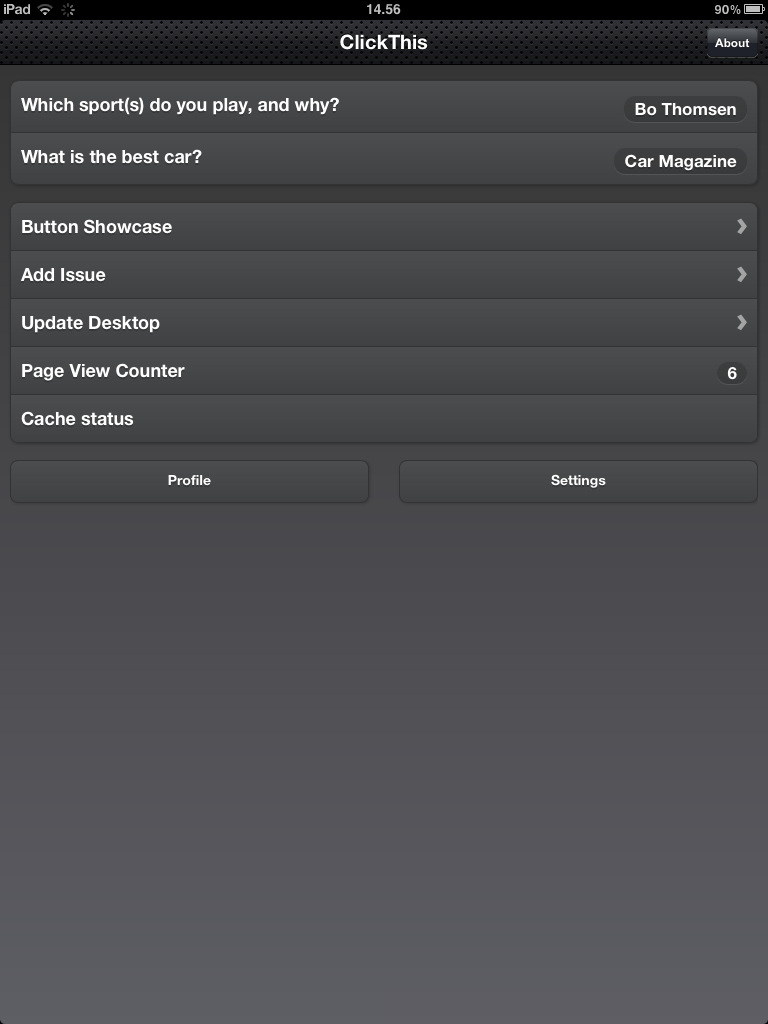 iPad 14.56 90%
ClickThis About
Which sport(s) do you play, and why? Bo Thomsen
What is the best car? Car Magazine
Button Showcase
Add Issue
Update Desktop
Page View Counter 6
Cache status
Profile Settings